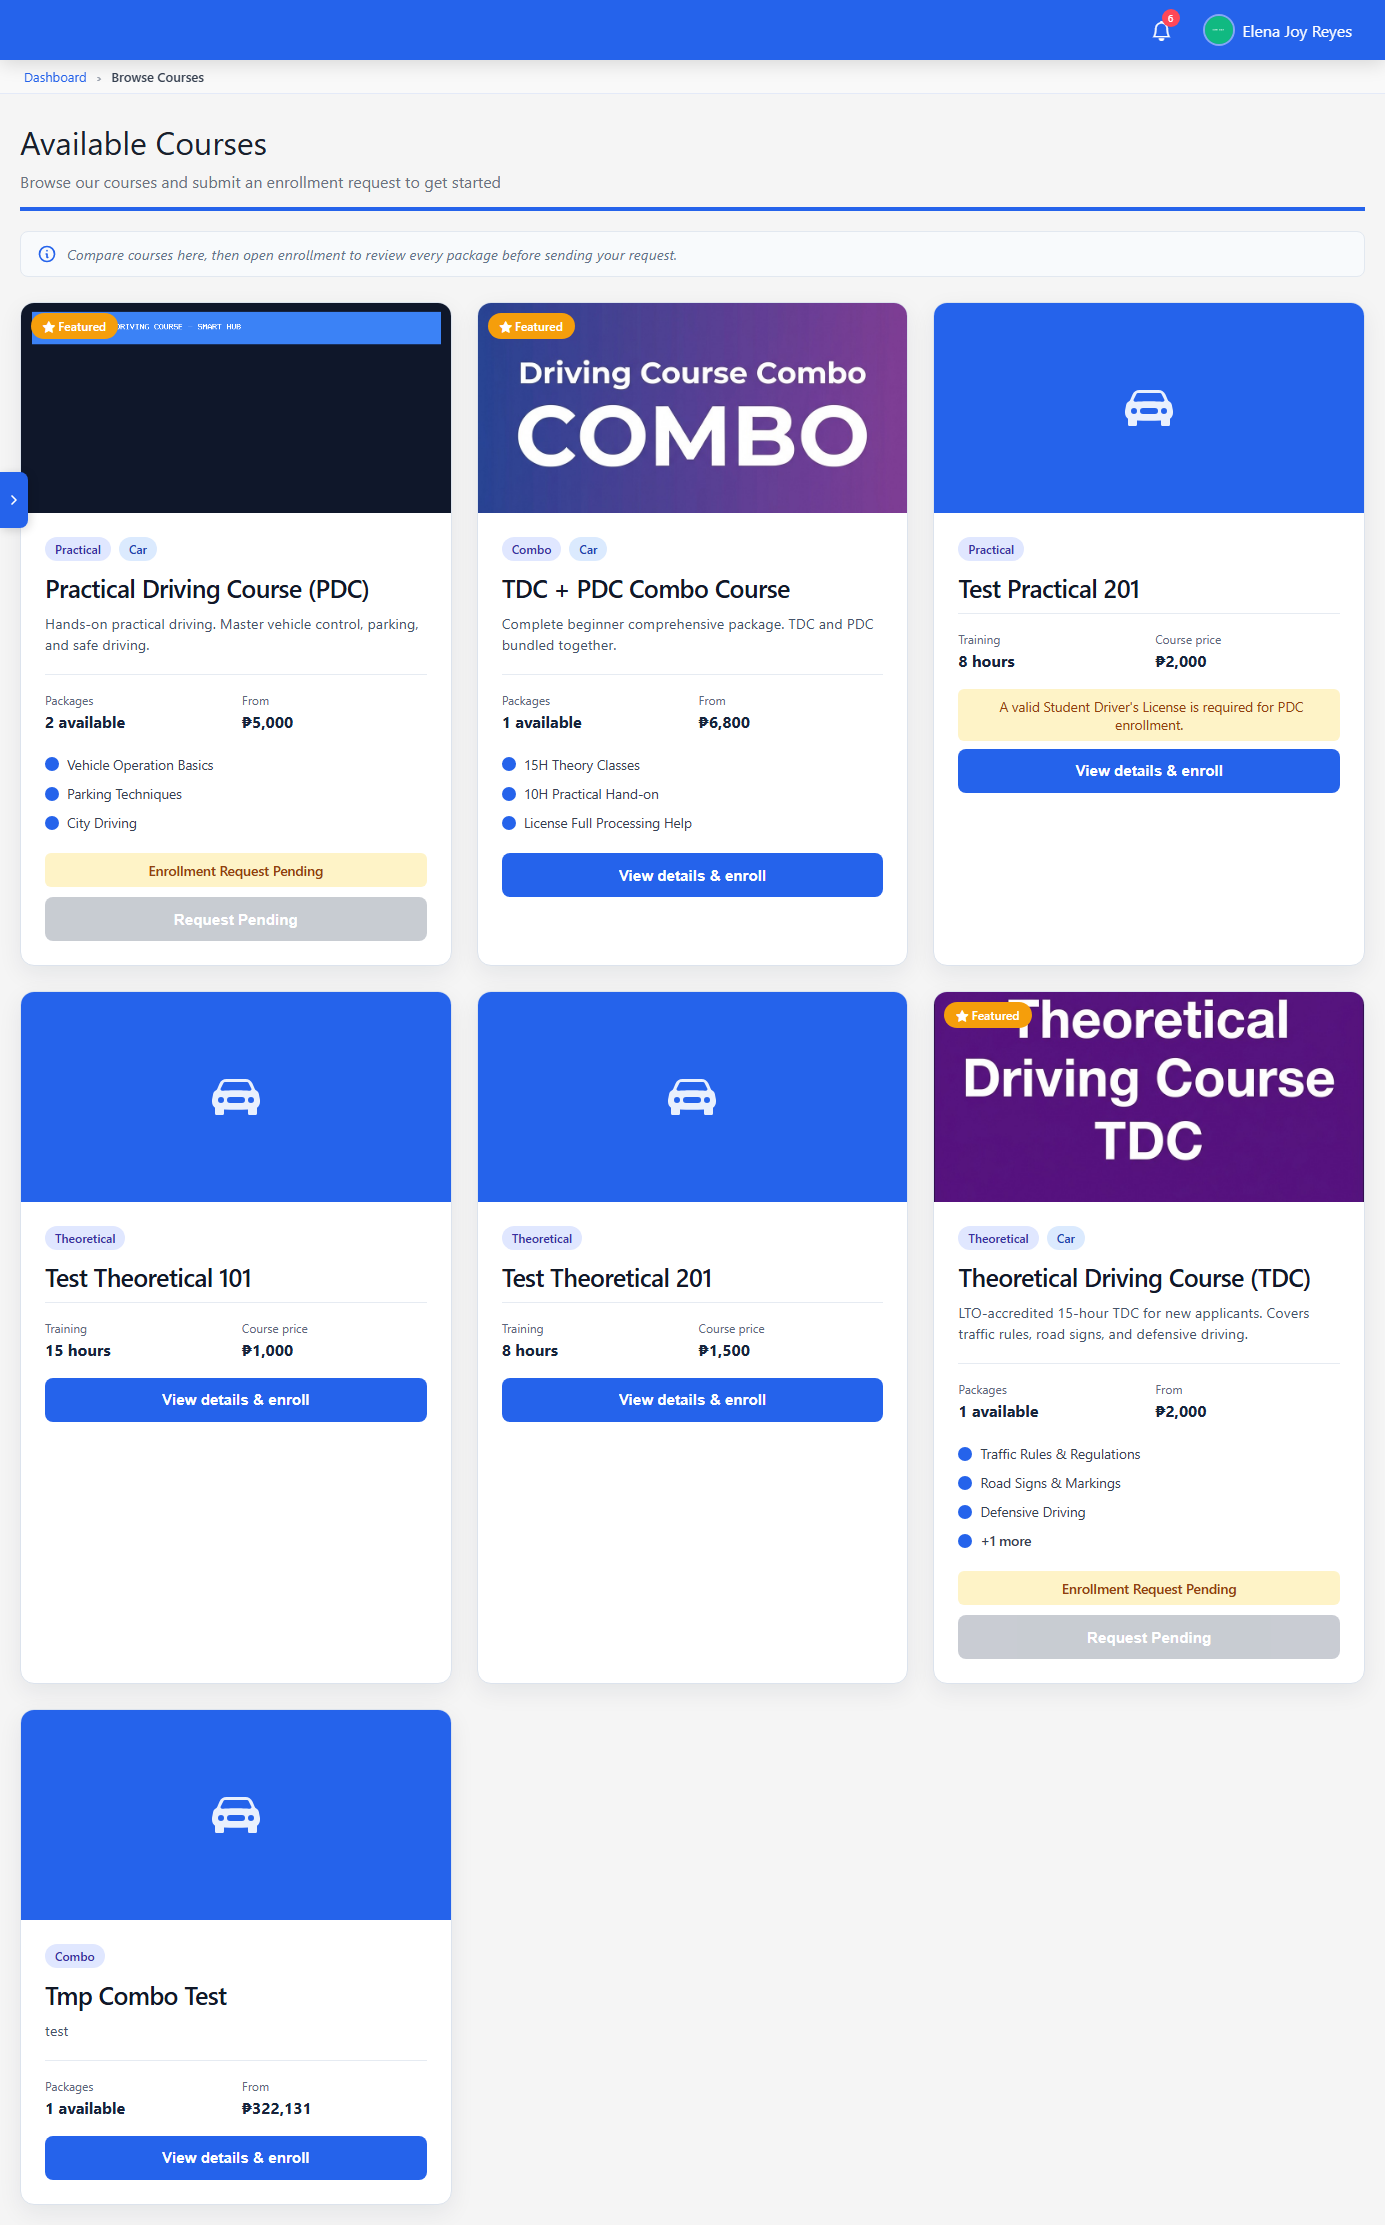 6
Elena Joy Reyes
Dashboard > Browse Courses
Available Courses
Browse our courses and submit an enrollment request to get started
Compare courses here, then open enrollment to review every package before sending your request.
Featured
DRIVING COURSE - SMART HUB
Practical Car
Practical Driving Course (PDC)
Hands-on practical driving. Master vehicle control, parking,
and safe driving.
Packages From
2 available ₱5,000
Vehicle Operation Basics
Parking Techniques
City Driving
Enrollment Request Pending
Request Pending
Featured
Driving Course Combo
COMBO
Combo Car
TDC + PDC Combo Course
Complete beginner comprehensive package. TDC and PDC
bundled together.
Packages From
1 available ₱6,800
15H Theory Classes
10H Practical Hand-on
License Full Processing Help
View details & enroll
Practical
Test Practical 201
Training Course price
8 hours ₱2,000
A valid Student Driver's License is required for PDC
enrollment.
View details & enroll
Theoretical
Test Theoretical 101
Training Course price
15 hours ₱1,000
View details & enroll
Theoretical
Test Theoretical 201
Training Course price
8 hours ₱1,500
View details & enroll
Featured
Theoretical
Driving Course
TDC
Theoretical Car
Theoretical Driving Course (TDC)
LTO-accredited 15-hour TDC for new applicants. Covers
traffic rules, road signs, and defensive driving.
Packages From
1 available ₱2,000
Traffic Rules & Regulations
Road Signs & Markings
Defensive Driving
+1 more
Enrollment Request Pending
Request Pending
Combo
Tmp Combo Test
test
Packages From
1 available ₱322,131
View details & enroll